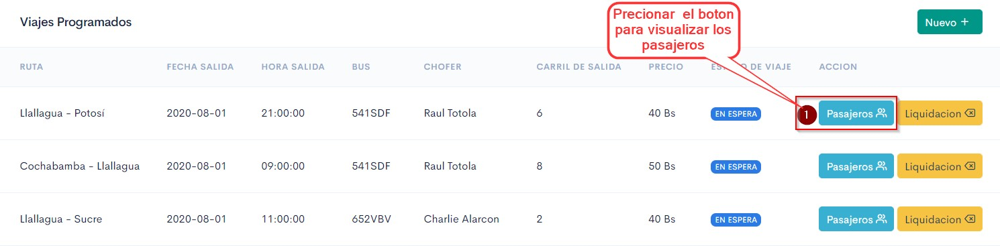 Precionar el boton
para visualizar los
pasajeros
Viajes Programados
Nuevo +
RUTA FECHA SALIDA HORA SALIDA BUS CHOFER CARRIL DE SALIDA PRECIO DE VIAJE ACCION
Llallagua - Potosí 2020-08-01 21:00:00 541SDF Raul Totola 6 40 Bs EN ESPERA 1 Pasajeros Liquidacion
Cochabamba - Llallagua 2020-08-01 09:00:00 541SDF Raul Totola 8 50 Bs EN ESPERA Pasajeros Liquidacion
Llallagua - Sucre 2020-08-01 11:00:00 652VBV Charlie Alarcon 2 40 Bs EN ESPERA Pasajeros Liquidacion